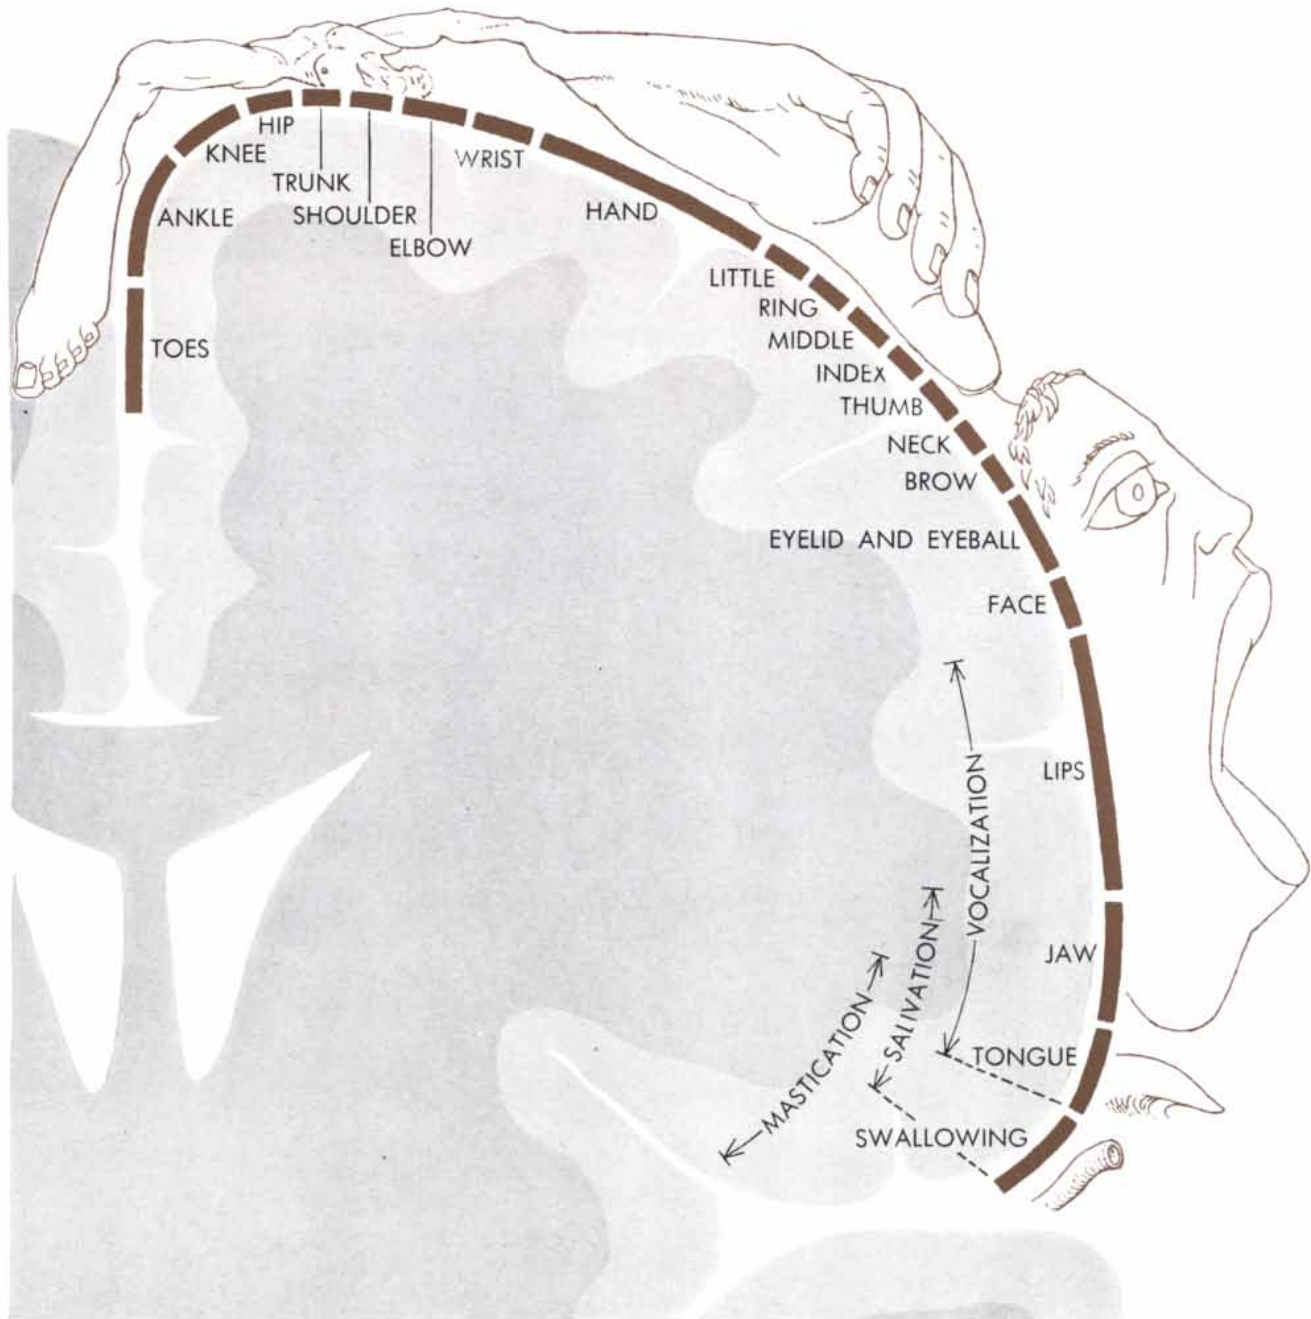 HIP
KNEE
TRUNK
SHOULDER
ELBOW
WRIST
ANKLE
HAND
TOES
LITTLE
RING
MIDDLE
INDEX
THUMB
NECK
BROW
EYELID AND EYEBALL
FACE
LIPS
VOCALIZATION
JAW
SALIVATION
MASTICATION
TONGUE
SWALLOWING